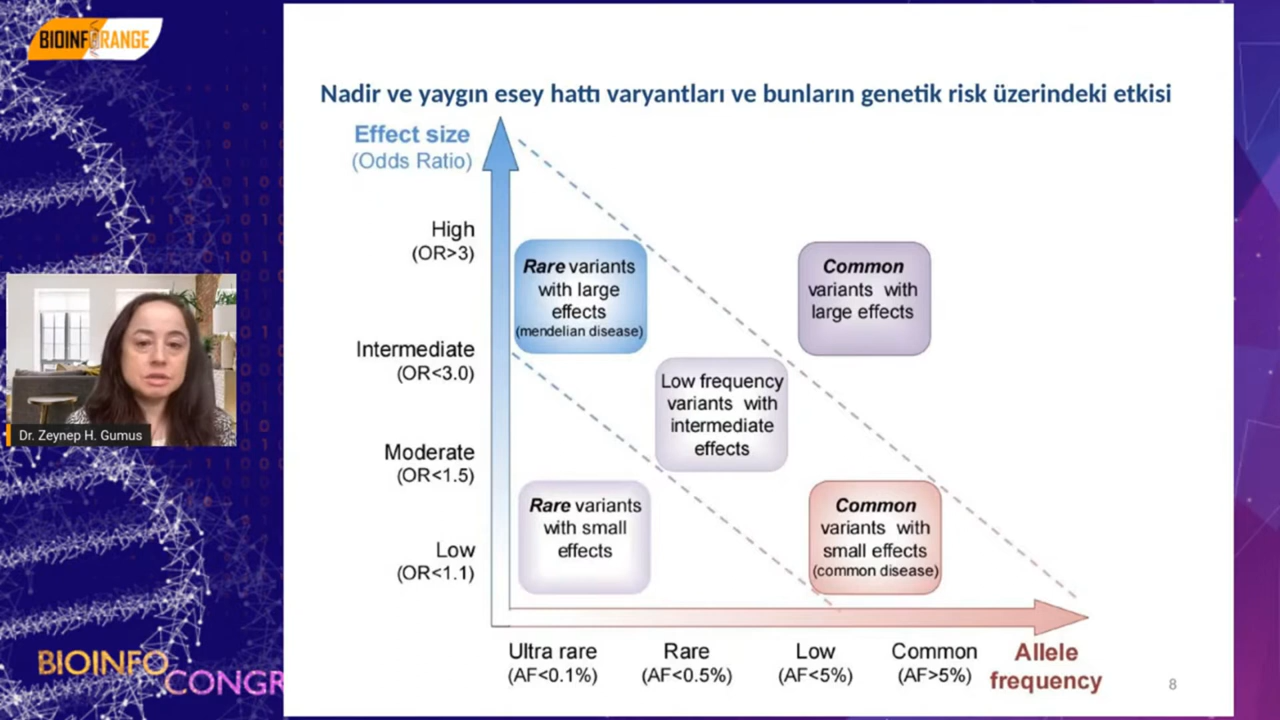 BIOINFORANGE
Nadir ve yaygın esey hattı varyantları ve bunların genetik risk üzerindeki etkisi
Effect size
(Odds Ratio)
High
(OR>3)
Rare variants
with large
effects
(mendelian disease)
Common
variants with
large effects
Intermediate
(OR<3.0)
Low frequency
variants with
intermediate
effects
Moderate
(OR<1.5)
Rare variants
with small
effects
Common
variants with
small effects
(common disease)
Low
(OR<1.1)
Ultra rare
(AF<0.1%)
Rare
(AF<0.5%)
Low
(AF<5%)
Common
(AF>5%)
Allele
frequency
8
Dr. Zeynep H. Gumus
BIOINFO
CONGR